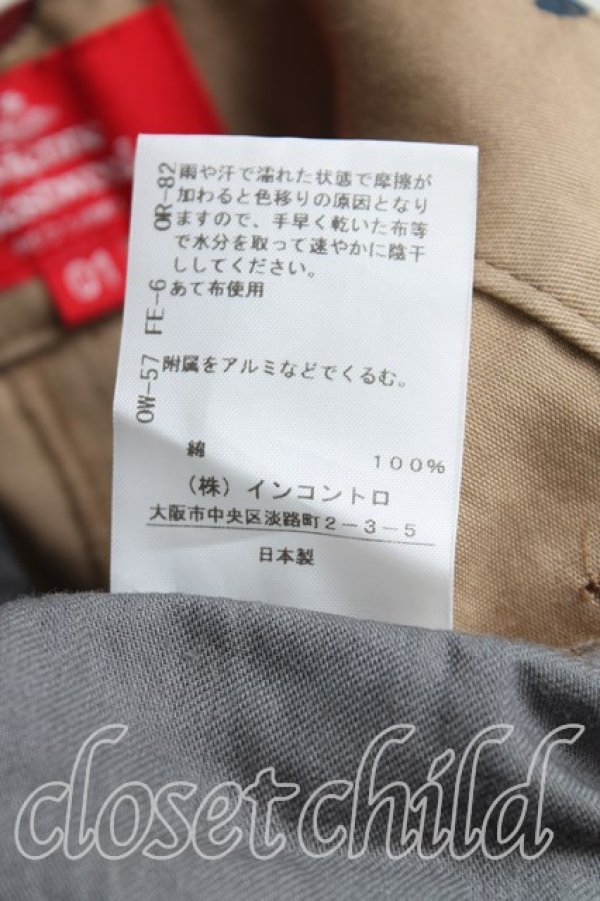 雨や汗で濡れた状態で摩擦が
加わると色移りの原因となり
ますので、手早く乾いた布等
で水分を取って速やかに陰干
ししてください。
あて布使用
附属をアルミなどでくるむ。
OW-57 FE-6 OR-82
綿 100%
(株)インコントロ
大阪市中央区淡路町2-3-5
日本製
01
closet child